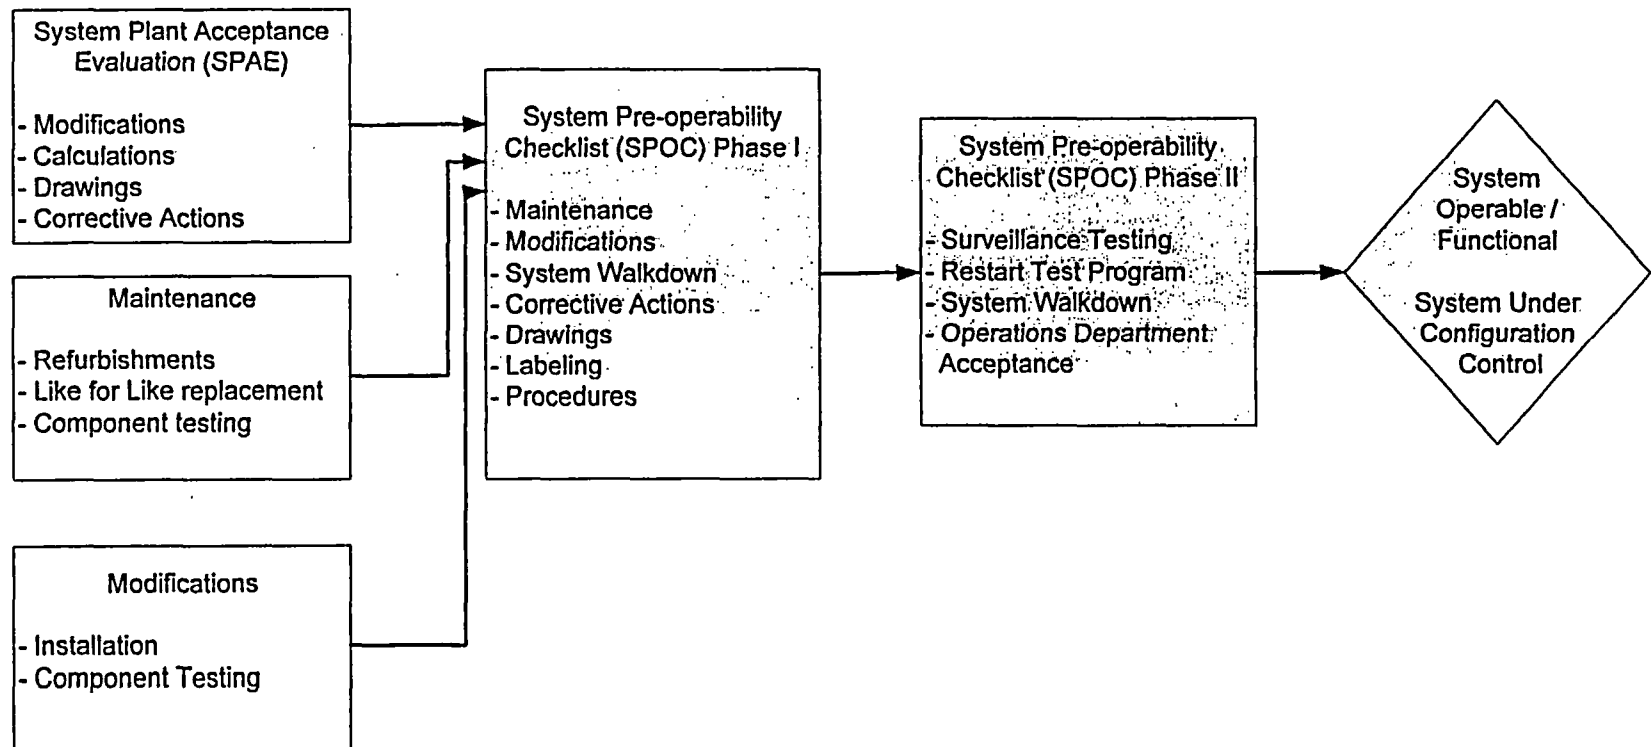 System Plant Acceptance
Evaluation (SPAE)
- Modifications
- Calculations
- Drawings
- Corrective Actions
Maintenance
- Refurbishments
- Like for Like replacement
- Component testing
Modifications
- Installation
- Component Testing
System Pre-operability
Checklist (SPOC) Phase I
- Maintenance
- Modifications
- System Walkdown
- Corrective Actions
- Drawings
- Labeling
- Procedures
System Pre-operability
Checklist (SPOC) Phase II
- Surveillance Testing
- Restart Test Program
- System Walkdown
- Operations Department
Acceptance
System
Operable /
Functional
System Under
Configuration
Control